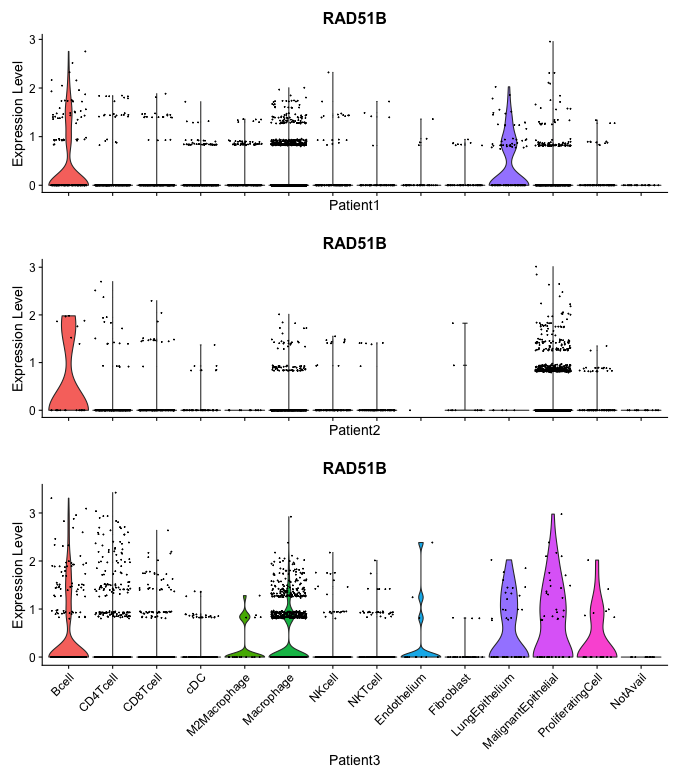 RAD51B
Expression Level
3
2
1
0
Patient1
RAD51B
Expression Level
3
2
1
0
Patient2
RAD51B
Expression Level
3
2
1
0
Bcell
CD4Tcell
CD8Tcell
cDC
M2Macrophage
Macrophage
NKcell
NKTcell
Endothelium
Fibroblast
LungEpithelium
MalignantEpithelial
ProliferatingCell
NotAvail
Patient3